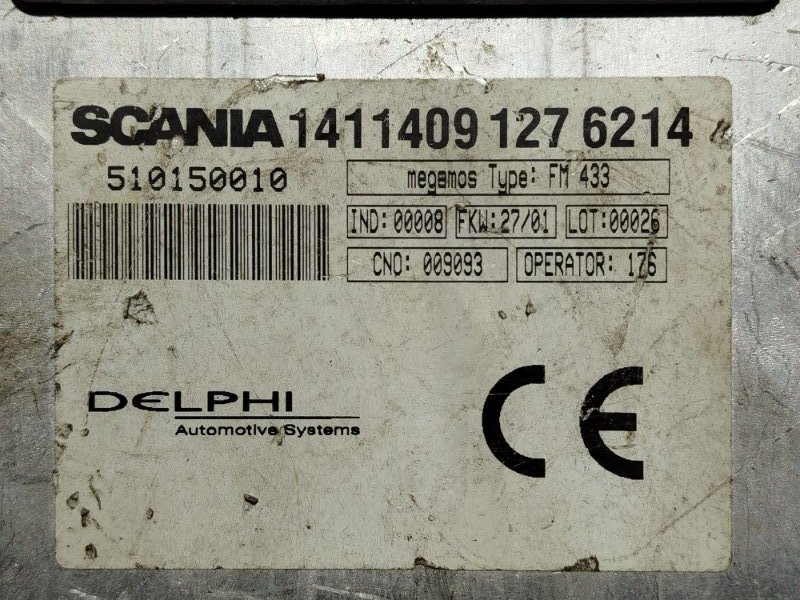 SCANIA 1411409 127 6214
510150010
megamos Type: FM 433
IND: 00008 FKW: 27/01 LOT: 00026
CNO: 009093 OPERATOR: 176
DELPHI
Automotive Systems
CE